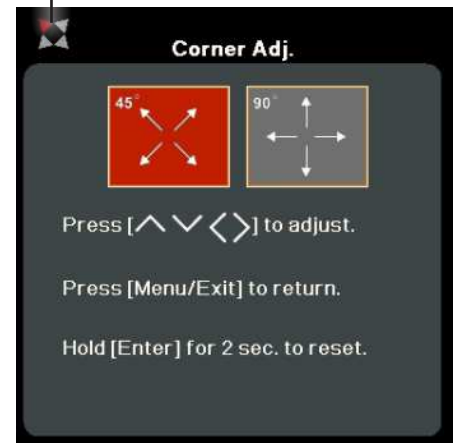 Corner Adj.
45° 90°
Press [︿﹀〈〉] to adjust.
Press [Menu/Exit] to return.
Hold [Enter] for 2 sec. to reset.